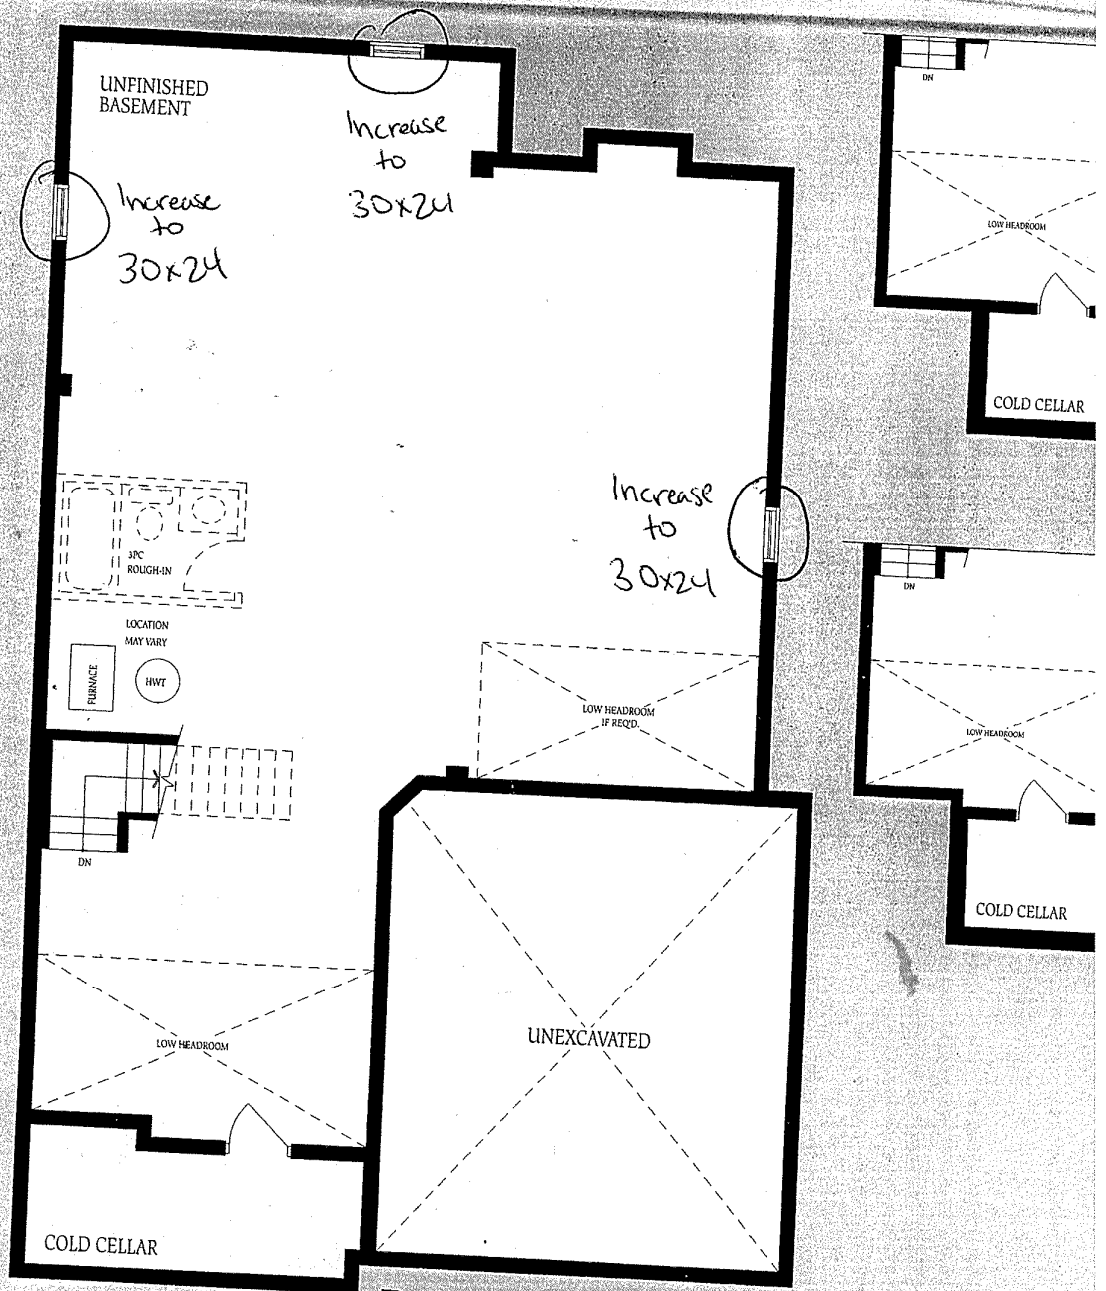 UNFINISHED
BASEMENT
Increase
to
30x24
Increase
to
30x24
Increase
to
30x24
3PC
ROUGH-IN
LOCATION
MAY VARY
FURNACE
HWT
LOW HEADROOM
IF REQ'D.
DN
LOW HEADROOM
UNEXCAVATED
COLD CELLAR
DN
LOW HEADROOM
COLD CELLAR
DN
LOW HEADROOM
COLD CELLAR